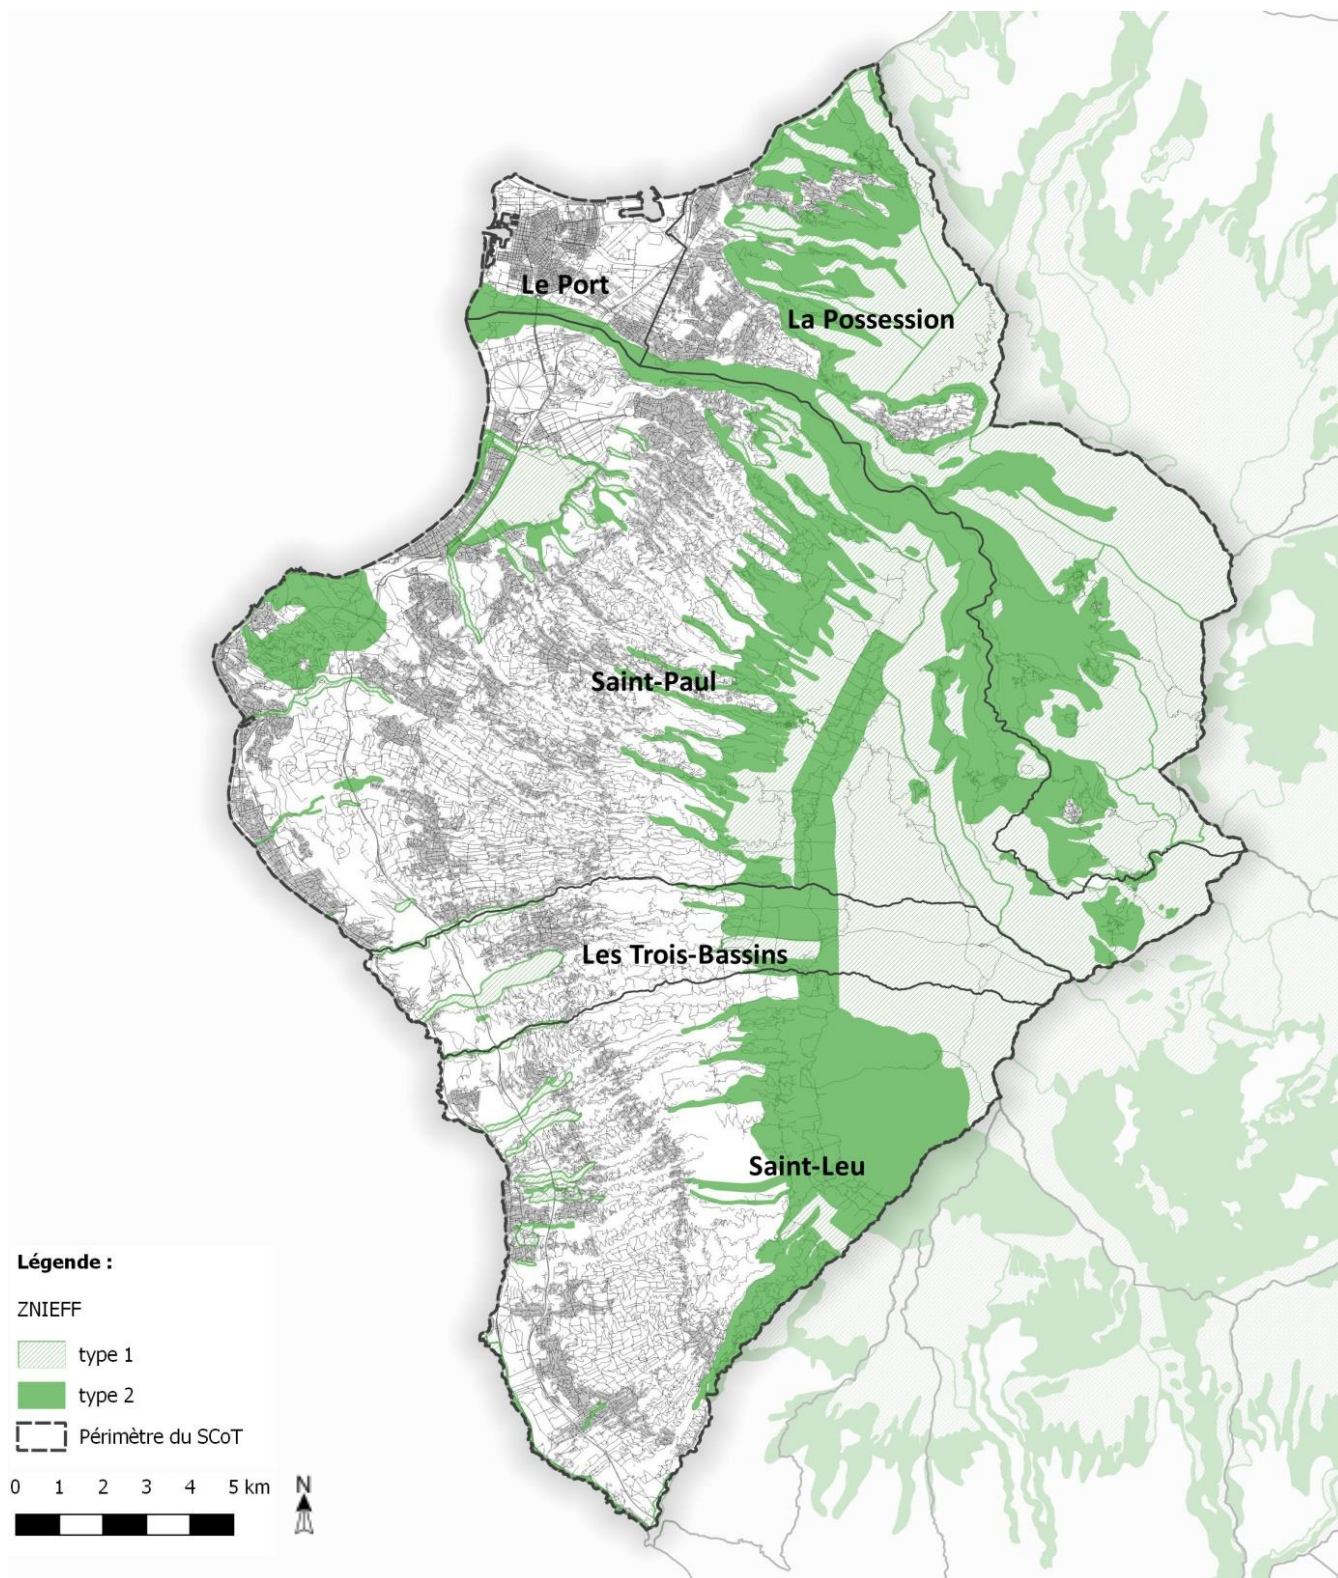 Le Port
La Possession
Saint-Paul
Les Trois-Bassins
Saint-Leu
Légende :
ZNIEFF
type 1
type 2
Périmètre du SCoT
0 1 2 3 4 5 km
N